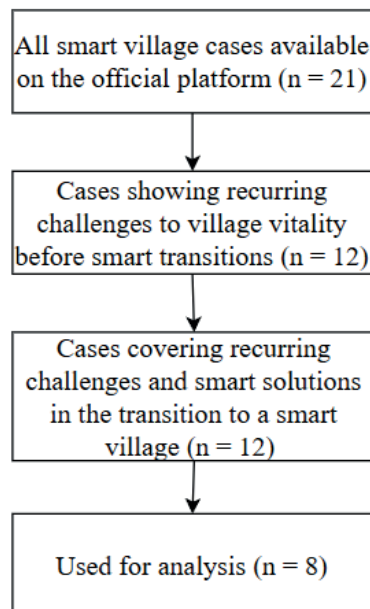 All smart village cases available
on the official platform (n = 21)
Cases showing recurring
challenges to village vitality
before smart transitions (n = 12)
Cases covering recurring
challenges and smart solutions
in the transition to a smart
village (n = 12)
Used for analysis (n = 8)